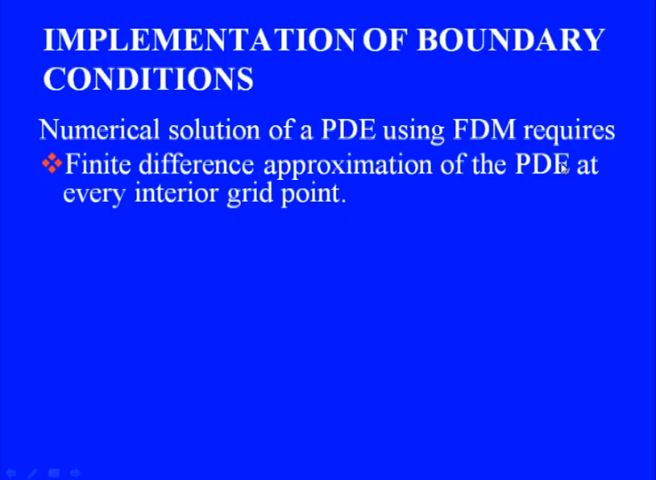 IMPLEMENTATION OF BOUNDARY
CONDITIONS
Numerical solution of a PDE using FDM requires
❖Finite difference approximation of the PDE at
every interior grid point.